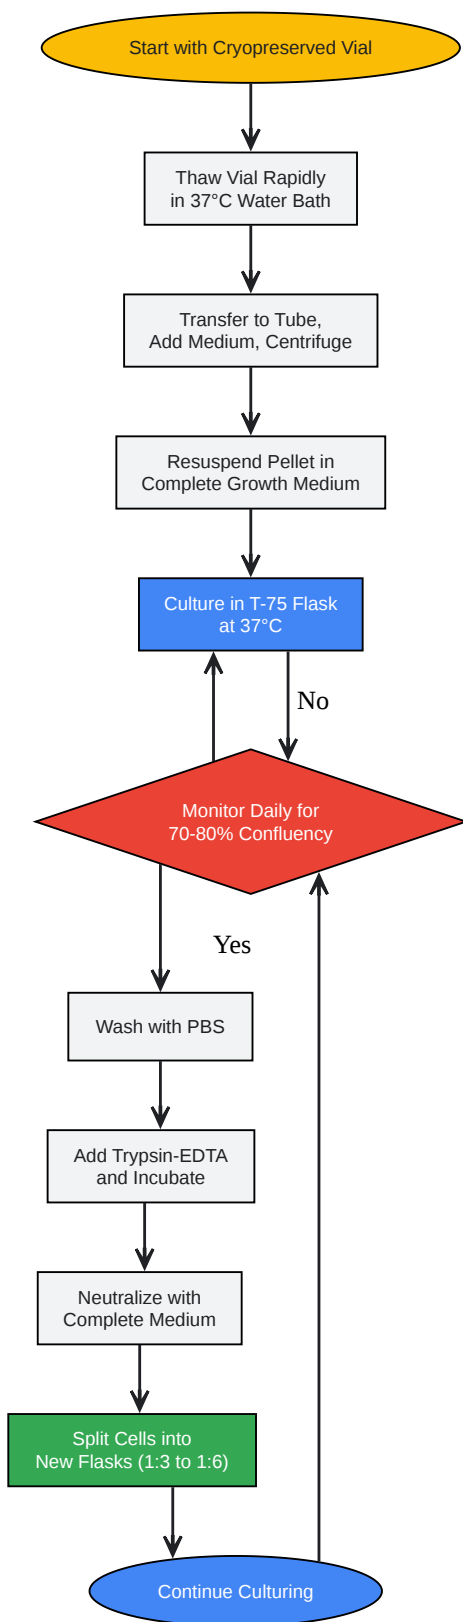 Start with Cryopreserved Vial
Thaw Vial Rapidly
in 37°C Water Bath
Transfer to Tube,
Add Medium, Centrifuge
Resuspend Pellet in
Complete Growth Medium
Culture in T-75 Flask
at 37°C
No
Monitor Daily for
70-80% Confluency
Yes
Wash with PBS
Add Trypsin-EDTA
and Incubate
Neutralize with
Complete Medium
Split Cells into
New Flasks (1:3 to 1:6)
Continue Culturing